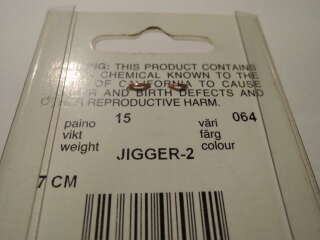 NG: THIS PRODUCT CONTAINS
CHEMICAL KNOWN TO THE
OF CALIFORNIA TO CAUSE
AND BIRTH DEFECTS AND
REPRODUCTIVE HARM.
paino 15 väri 064
vikt färg
weight JIGGER-2 colour
7 CM